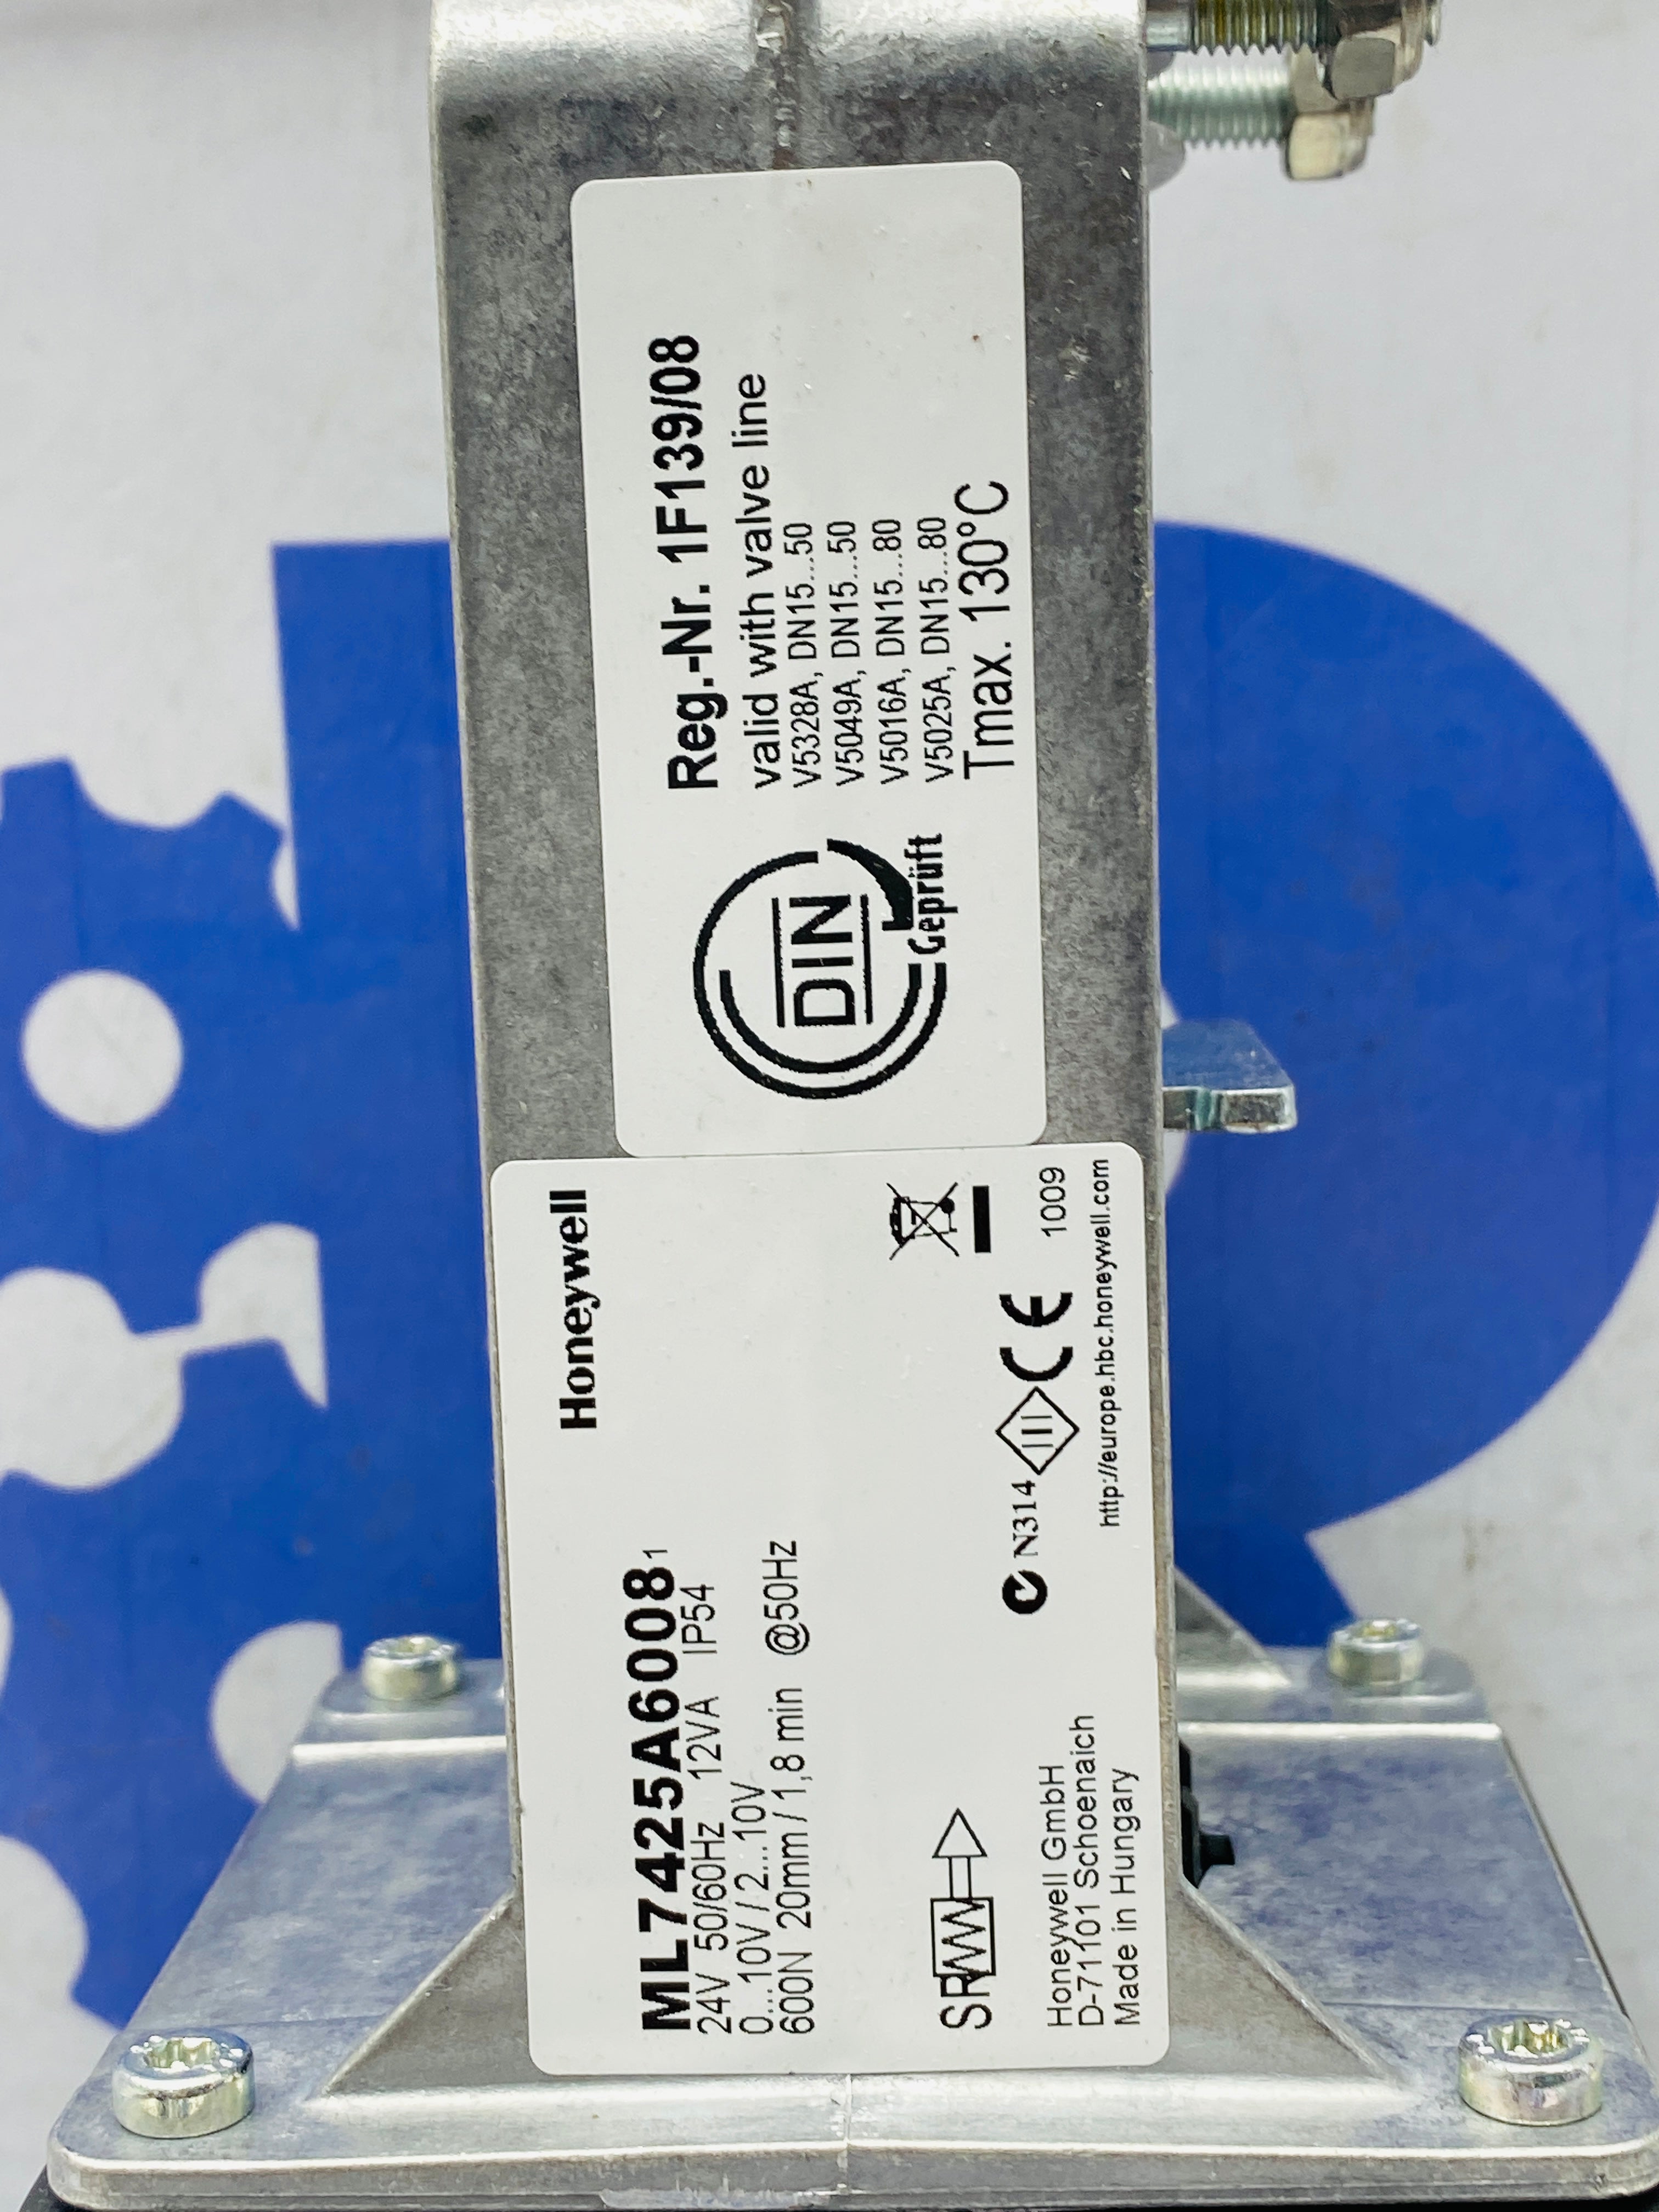 Honeywell
ML7425A6008 1
24V 50/60Hz 12VA IP54
0...10V / 2...10V
600N 20mm / 1,8 min @50Hz
SR
N314
1009
Honeywell GmbH
D-71101 Schoenaich
Made in Hungary
http://europe.hbc.honeywell.com
DIN
Geprüft
Reg.-Nr. 1F139/08
valid with valve line
V5328A, DN15...50
V5049A, DN15...50
V5016A, DN15...80
V5025A, DN15...80
Tmax. 130°C